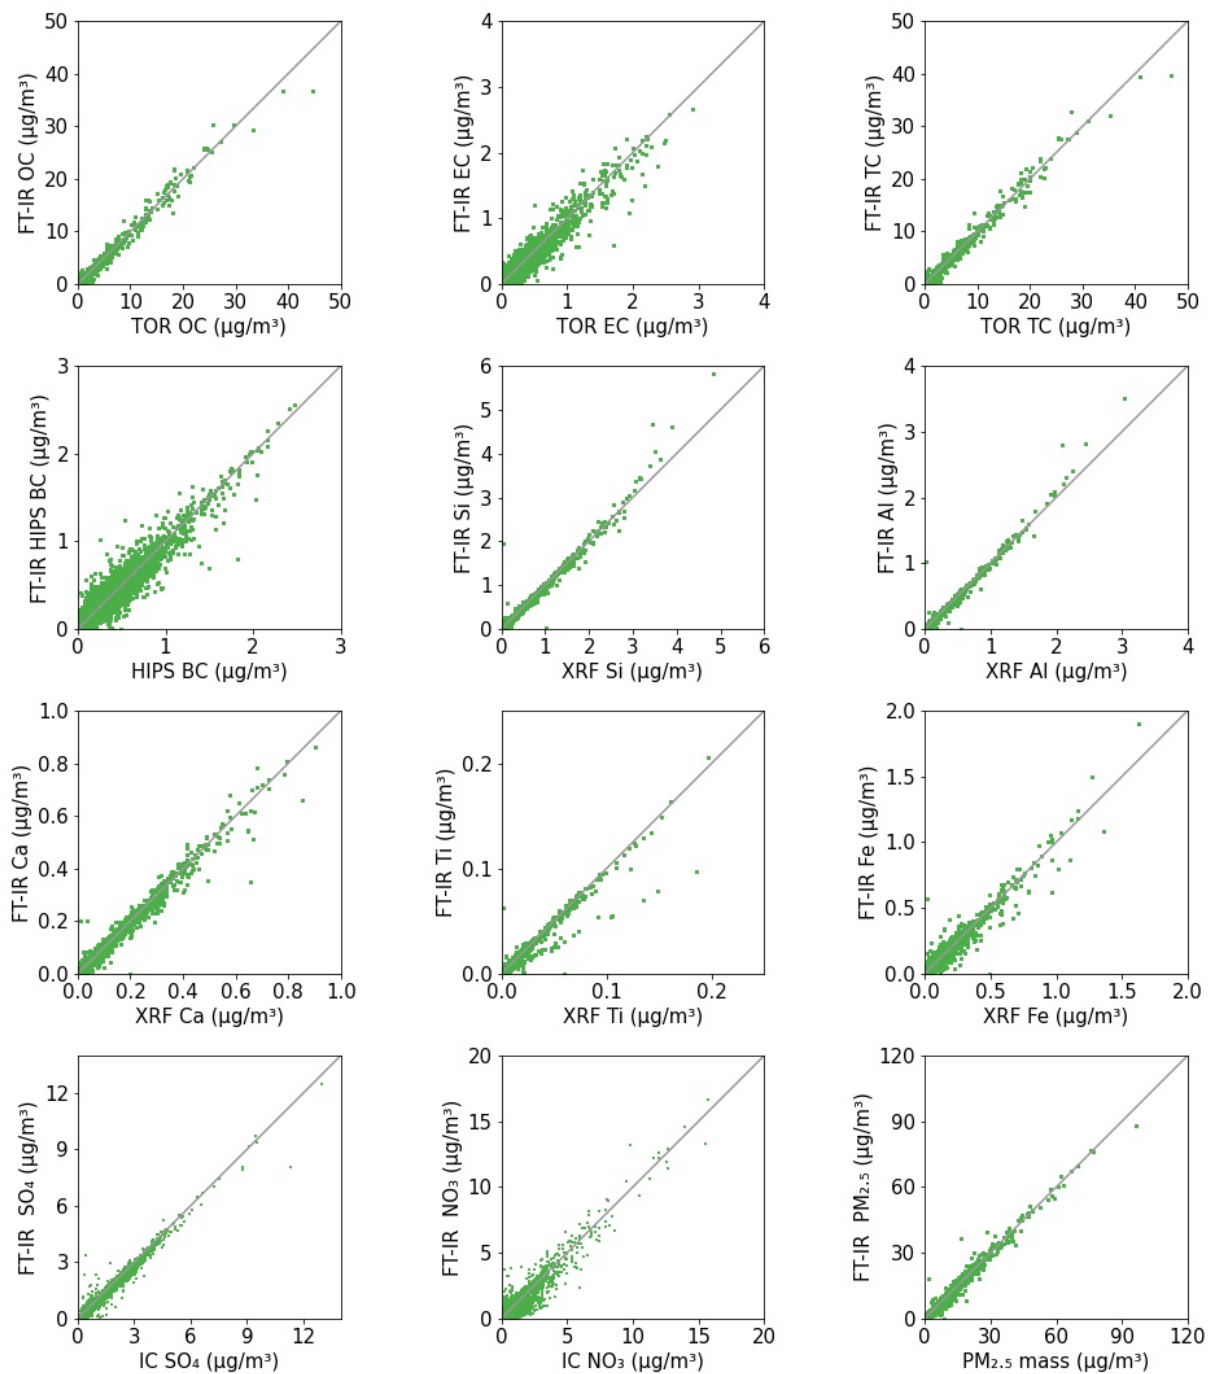 50
40
30
20
10
0
FT-IR OC (µg/m³)
0 10 20 30 40 50
TOR OC (µg/m³)
4
3
2
1
0
FT-IR EC (µg/m³)
0 1 2 3 4
TOR EC (µg/m³)
50
40
30
20
10
0
FT-IR TC (µg/m³)
0 10 20 30 40 50
TOR TC (µg/m³)
3
2
1
0
FT-IR HIPS BC (µg/m³)
0 1 2 3
HIPS BC (µg/m³)
6
5
4
3
2
1
0
FT-IR Si (µg/m³)
0 1 2 3 4 5 6
XRF Si (µg/m³)
4
3
2
1
0
FT-IR Al (µg/m³)
0 1 2 3 4
XRF Al (µg/m³)
1.0
0.8
0.6
0.4
0.2
0.0
FT-IR Ca (µg/m³)
0.0 0.2 0.4 0.6 0.8 1.0
XRF Ca (µg/m³)
0.2
0.1
0.0
FT-IR Ti (µg/m³)
0.0 0.1 0.2
XRF Ti (µg/m³)
2.0
1.5
1.0
0.5
0.0
FT-IR Fe (µg/m³)
0.0 0.5 1.0 1.5 2.0
XRF Fe (µg/m³)
12
9
6
3
0
FT-IR SO₄ (µg/m³)
0 3 6 9 12
IC SO₄ (µg/m³)
20
15
10
5
0
FT-IR NO₃ (µg/m³)
0 5 10 15 20
IC NO₃ (µg/m³)
120
90
60
30
0
FT-IR PM₂.₅ (µg/m³)
0 30 60 90 120
PM₂.₅ mass (µg/m³)